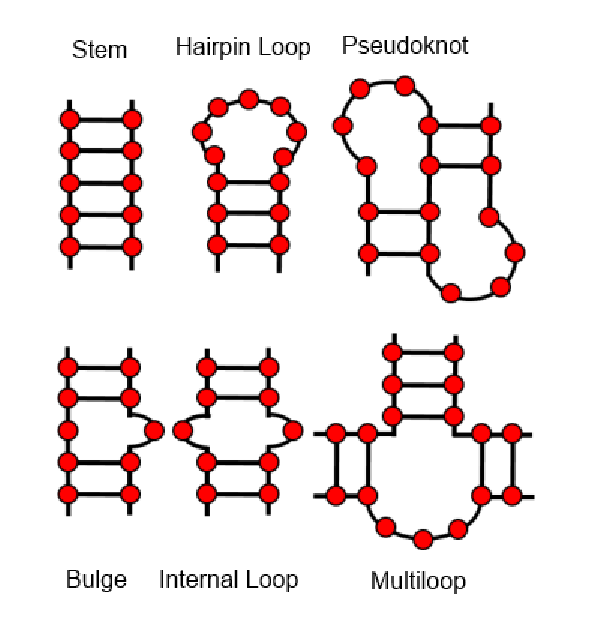 Stem
Hairpin Loop
Pseudoknot
Bulge
Internal Loop
Multiloop